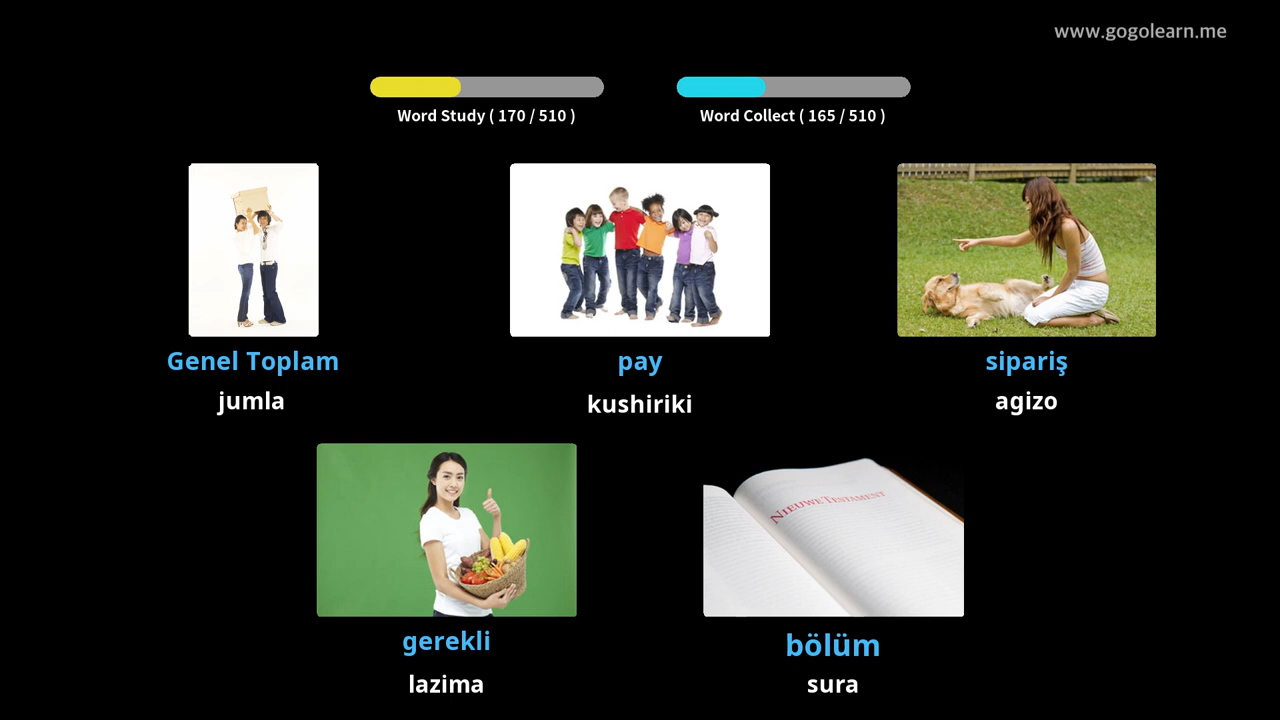 www.gogolearn.me
Word Study ( 170 / 510 )
Word Collect ( 165 / 510 )
Genel Toplam
jumla
pay
kushiriki
sipariş
agizo
NIEUWE TESTAMENT
gerekli
lazima
bölüm
sura